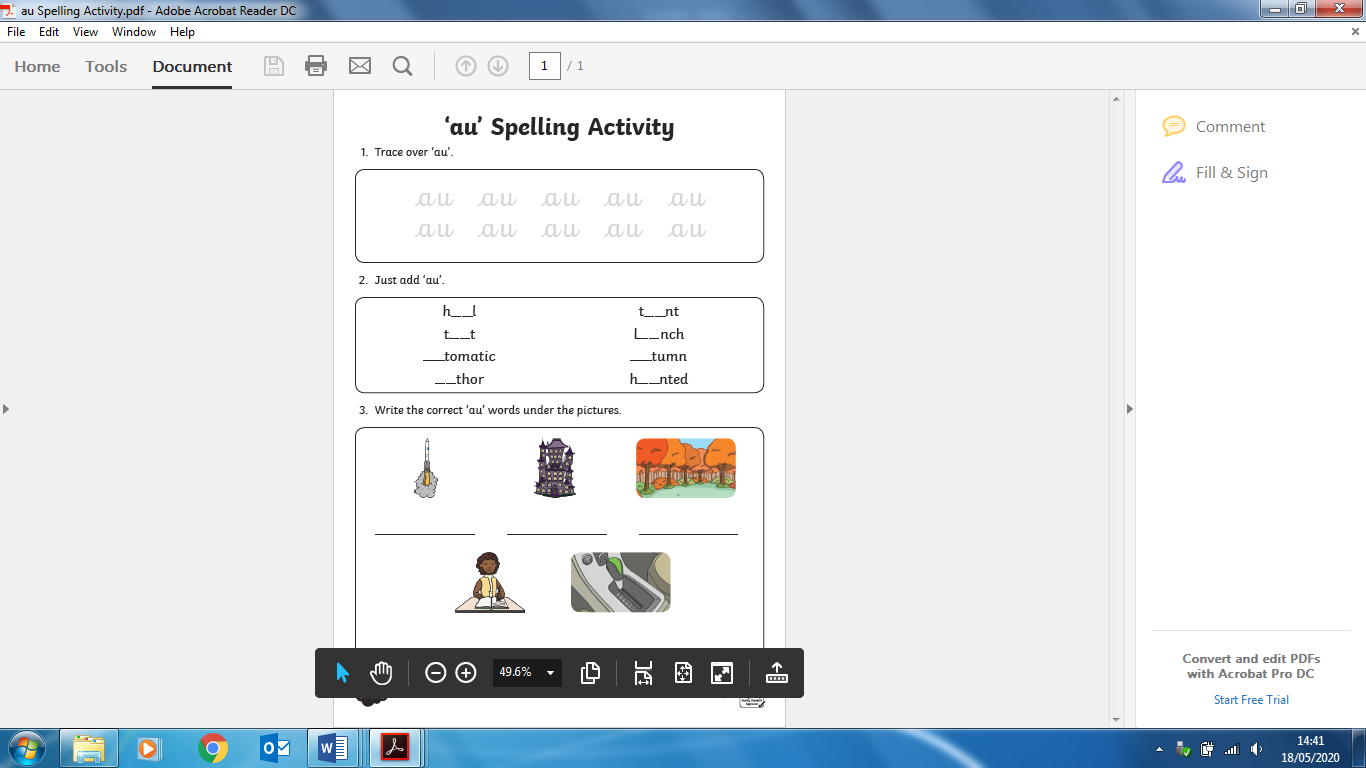 au Spelling Activity.pdf - Adobe Acrobat Reader DC
File Edit View Window Help
Home Tools Document 1 / 1
‘au’ Spelling Activity
1. Trace over ‘au’.
au au au au au
au au au au au
2. Just add ‘au’.
h__l t__nt
t__t l__nch
__tomatic __tumn
__thor h__nted
3. Write the correct ‘au’ words under the pictures.
49.6%
Comment
Fill & Sign
Convert and edit PDFs
with Acrobat Pro DC
Start Free Trial
14:41
18/05/2020